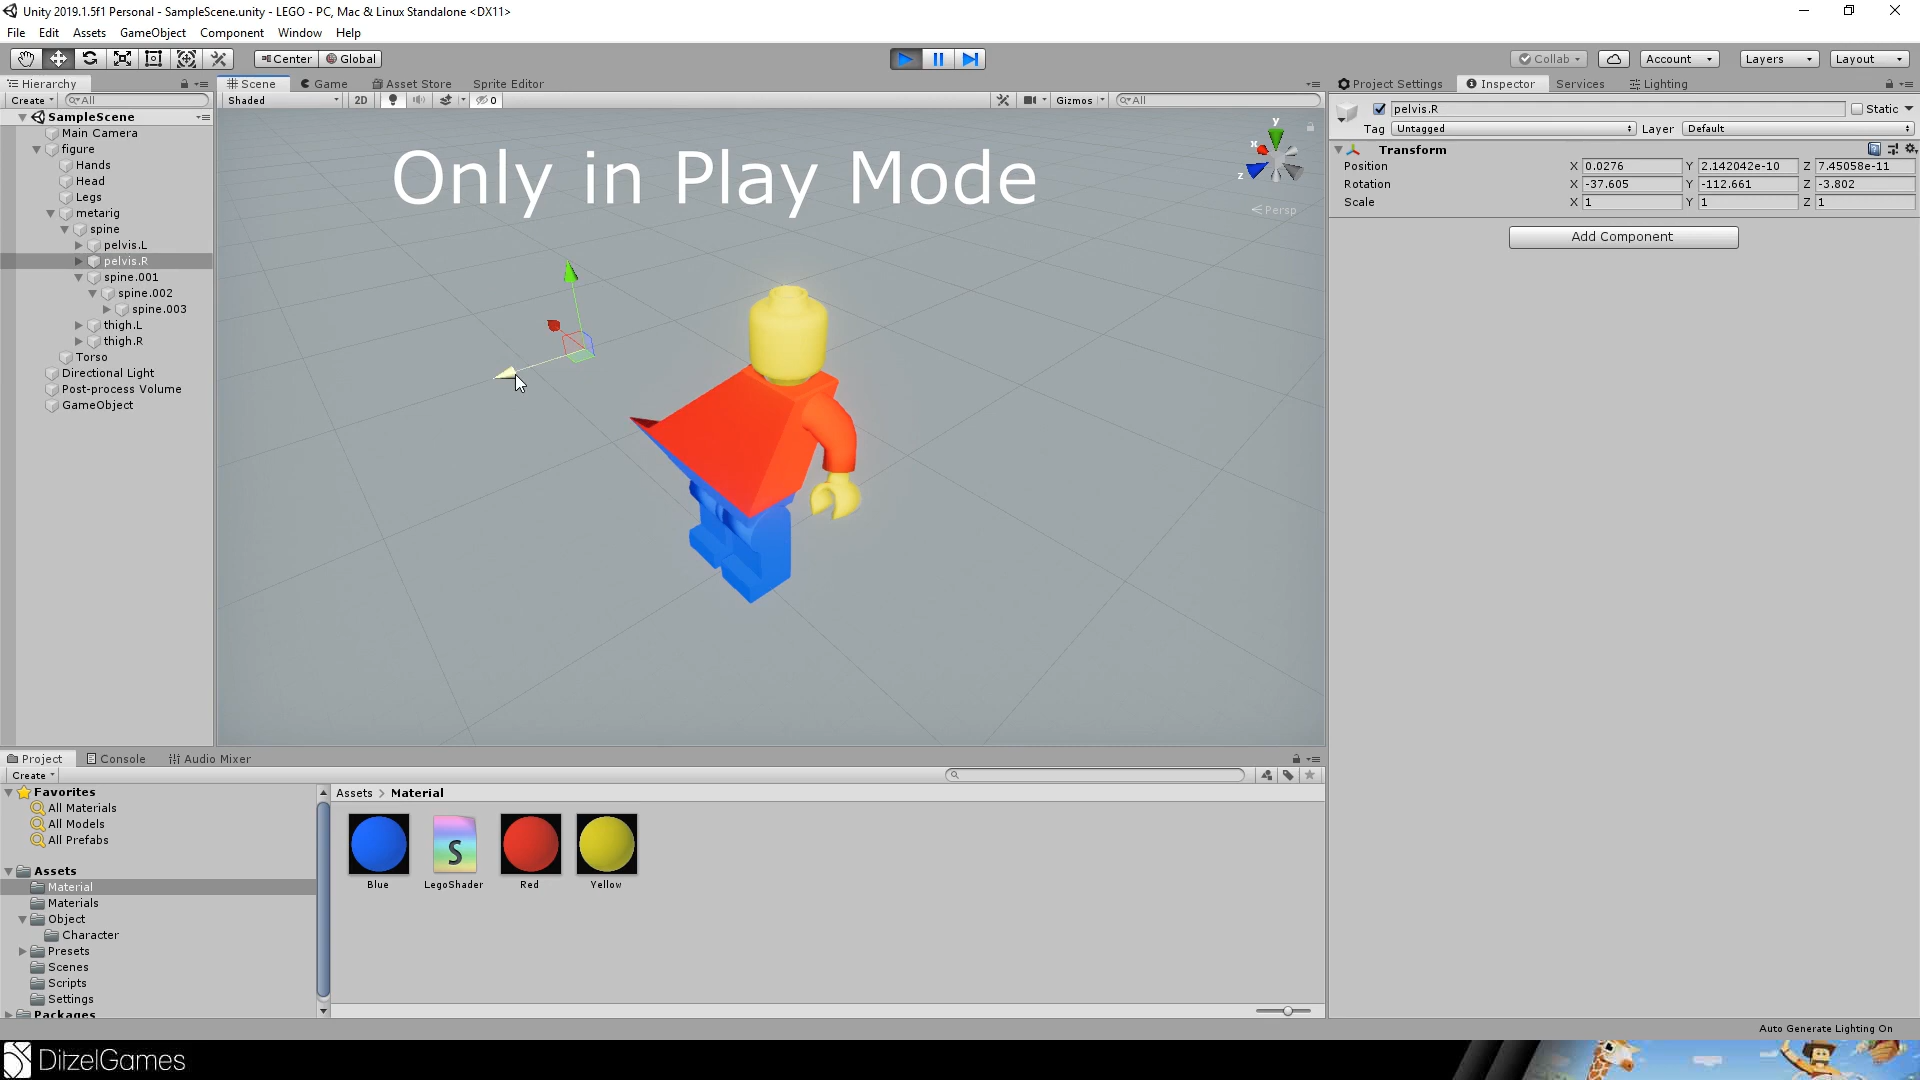 Unity 2019.1.5f1 Personal - SampleScene.unity - LEGO - PC, Mac & Linux Standalone <DX11>
File Edit Assets GameObject Component Window Help
Center Global Collab Account Layers Layout
Hierarchy Scene Game Asset Store Sprite Editor Project Settings Inspector Services Lighting
Create All Shaded 2D 0 Gizmos All
pelvis.R Static
SampleScene
Tag Untagged Layer Default
Main Camera
figure
Transform
Hands
Position X 0.0276 Y 2.142042e-10 Z 7.45058e-11
Head
Rotation X -37.605 Y -112.661 Z -3.802
Legs
Scale X 1 Y 1 Z 1
metarig
spine
Add Component
pelvis.L
pelvis.R
spine.001
spine.002
spine.003
thigh.L
thigh.R
Torso
Directional Light
Post-process Volume
GameObject
Only in Play Mode
y
x
z
Persp
Project Console Audio Mixer
Create
Favorites
All Materials
All Models
All Prefabs
Assets
Material
Materials
Object
Character
Presets
Scenes
Scripts
Settings
Packages
Assets > Material
S
Blue LegoShader Red Yellow
Auto Generate Lighting On
DitzelGames